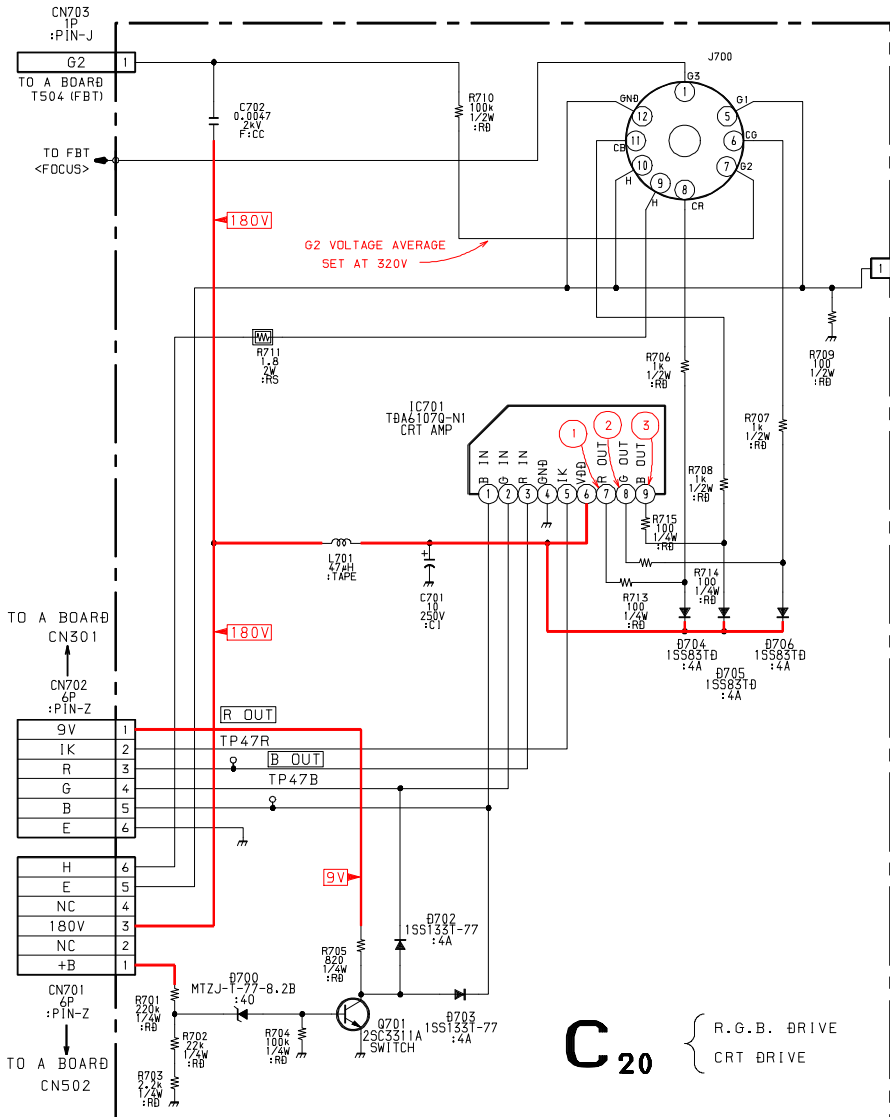 CN703
1P
:PIN-J
G2 1
TO A BOARD
T504 (FBT)
C702
0.0047
2kV
F:CC
R710
100k
1/2W
:RD
J700
G3
1
GND
12
G1
5
CB
11
CG
6
H
10
G2
7
H
9
8
CR
TO FBT
<FOCUS>
180V
G2 VOLTAGE AVERAGE
SET AT 320V
1
R711
1.8
2W
:RS
R706
1k
1/2W
:RD
R709
100
1/2W
:RD
IC701
TDA6107Q-N1
CRT AMP
R707
1k
1/2W
:RD
1 2 3
B IN
G IN
R IN
GND
IK
VDD
R OUT
G OUT
B OUT
1 2 3 4 5 6 7 8 9
R708
1k
1/2W
:RD
R715
100
1/4W
:RD
L701
47µH
:TAPE
+
C701
10
250V
:CI
R714
100
1/4W
:RD
R713
100
1/4W
:RD
180V
D704
1SS83TD
:4A
D705
1SS83TD
:4A
D706
1SS83TD
:4A
TO A BOARD
CN301
CN702
6P
:PIN-Z
9V 1
IK 2
R 3
G 4
B 5
E 6
R OUT
TP47R
B OUT
TP47B
H 6
E 5
NC 4
180V 3
NC 2
+B 1
9V
CN701
6P
:PIN-Z
TO A BOARD
CN502
D702
1SS133T-77
:4A
R705
820
1/4W
:RD
R701
220k
1/4W
:RD
D700
MTZJ-T-77-8.2B
:40
R702
22k
1/4W
:RD
R704
100k
1/4W
:RD
R703
2.2k
1/4W
:RD
Q701
2SC3311A
SWITCH
D703
1SS133T-77
:4A
C 20
R.G.B. DRIVE
CRT DRIVE